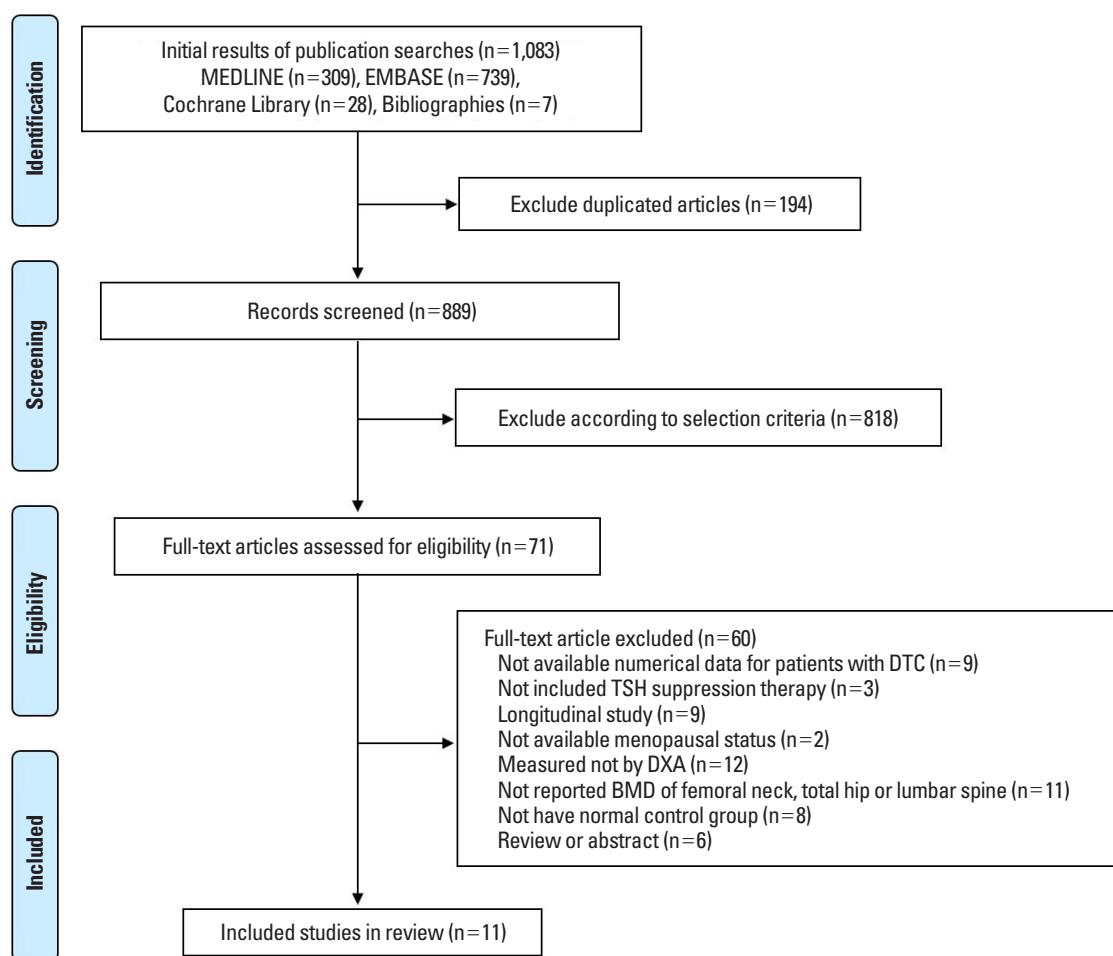 Identification
Initial results of publication searches (n=1,083)
MEDLINE (n=309), EMBASE (n=739),
Cochrane Library (n=28), Bibliographies (n=7)
Exclude duplicated articles (n=194)
Screening
Records screened (n=889)
Exclude according to selection criteria (n=818)
Eligibility
Full-text articles assessed for eligibility (n=71)
Full-text article excluded (n=60)
Not available numerical data for patients with DTC (n=9)
Not included TSH suppression therapy (n=3)
Longitudinal study (n=9)
Not available menopausal status (n=2)
Measured not by DXA (n=12)
Not reported BMD of femoral neck, total hip or lumbar spine (n=11)
Not have normal control group (n=8)
Review or abstract (n=6)
Included
Included studies in review (n=11)